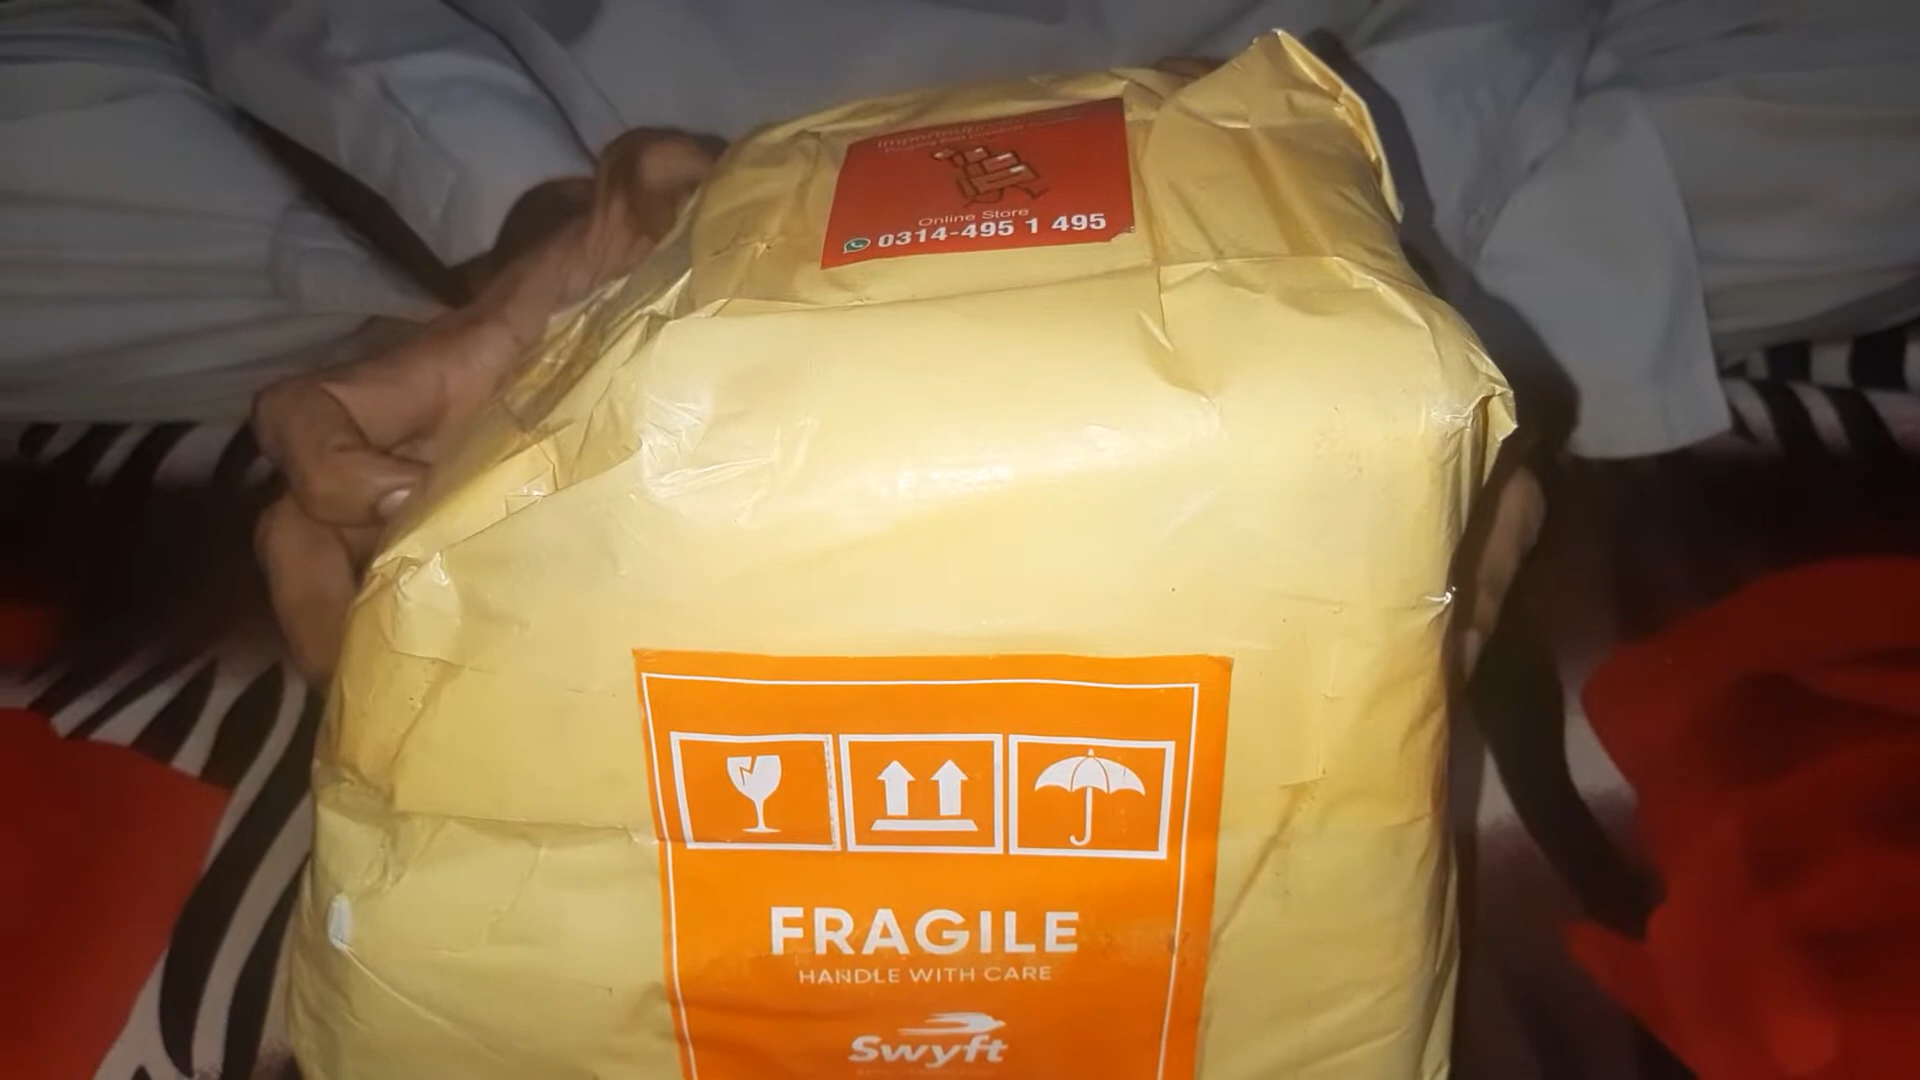 Online Store
0314-495 1 495
FRAGILE
HANDLE WITH CARE
Swyft